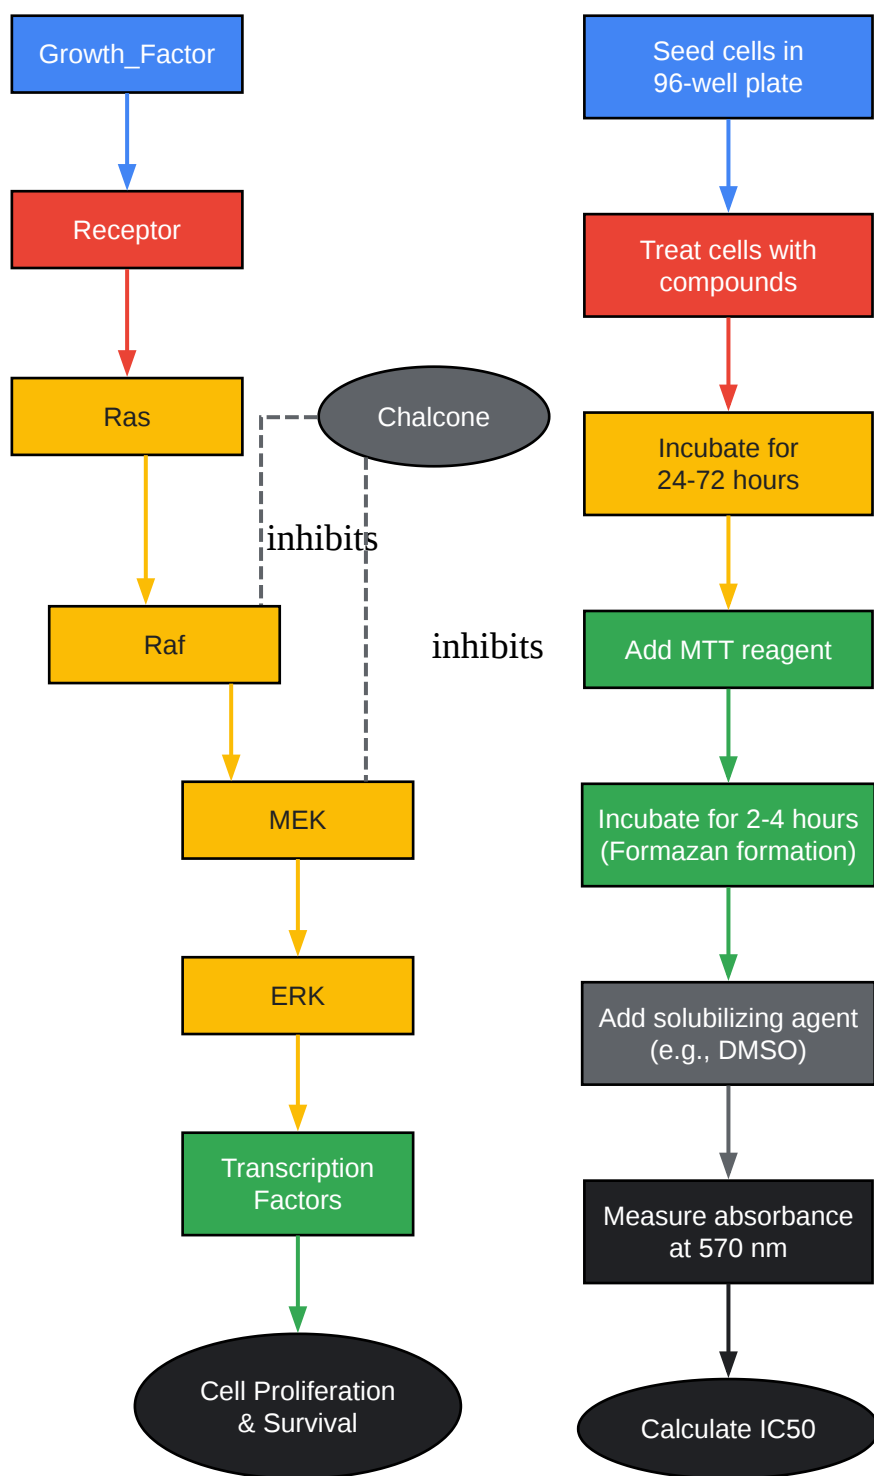 Growth_Factor
Receptor
Ras
Chalcone
inhibits
Raf
inhibits
MEK
ERK
Transcription
Factors
Cell Proliferation
& Survival
Seed cells in
96-well plate
Treat cells with
compounds
Incubate for
24-72 hours
Add MTT reagent
Incubate for 2-4 hours
(Formazan formation)
Add solubilizing agent
(e.g., DMSO)
Measure absorbance
at 570 nm
Calculate IC50